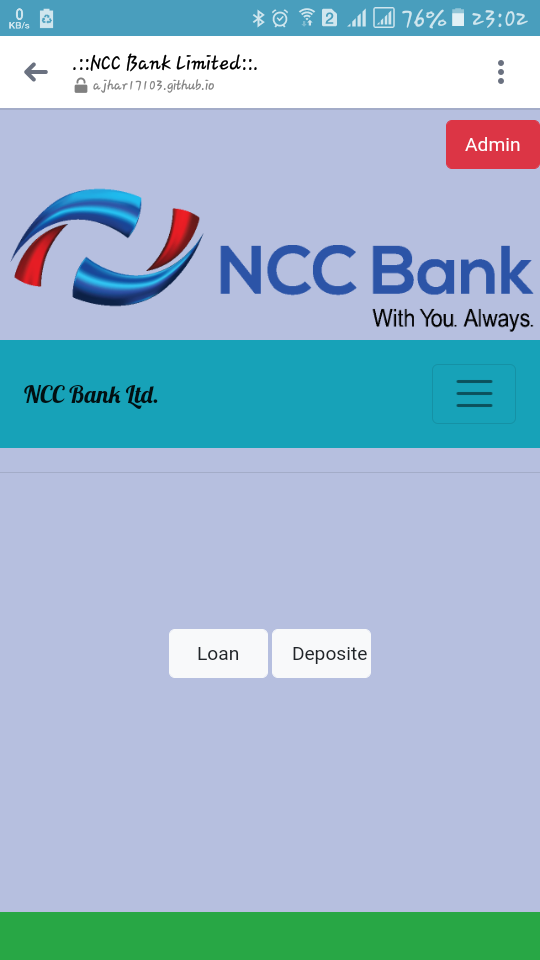 0
KB/s
2
76% 23:02
.::NCC Bank Limited::.
ajhar17103.github.io
Admin
NCC Bank
With You. Always.
NCC Bank Ltd.
Loan Deposite